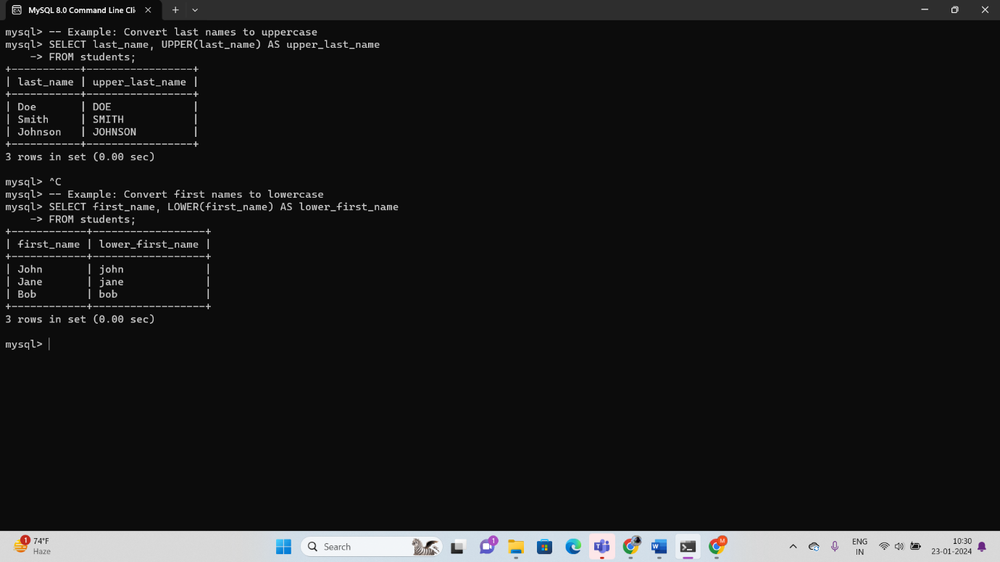 MySQL 8.0 Command Line Cli
mysql> -- Example: Convert last names to uppercase
mysql> SELECT last_name, UPPER(last_name) AS upper_last_name
    -> FROM students;
+-----------+-----------------+
| last_name | upper_last_name |
+-----------+-----------------+
| Doe       | DOE             |
| Smith     | SMITH           |
| Johnson   | JOHNSON         |
+-----------+-----------------+
3 rows in set (0.00 sec)
mysql> ^C
mysql> -- Example: Convert first names to lowercase
mysql> SELECT first_name, LOWER(first_name) AS lower_first_name
    -> FROM students;
+------------+------------------+
| first_name | lower_first_name |
+------------+------------------+
| John       | john             |
| Jane       | jane             |
| Bob        | bob              |
+------------+------------------+
3 rows in set (0.00 sec)
mysql>
1
74°F
Haze
Search
1
M
ENG
IN
10:30
23-01-2024